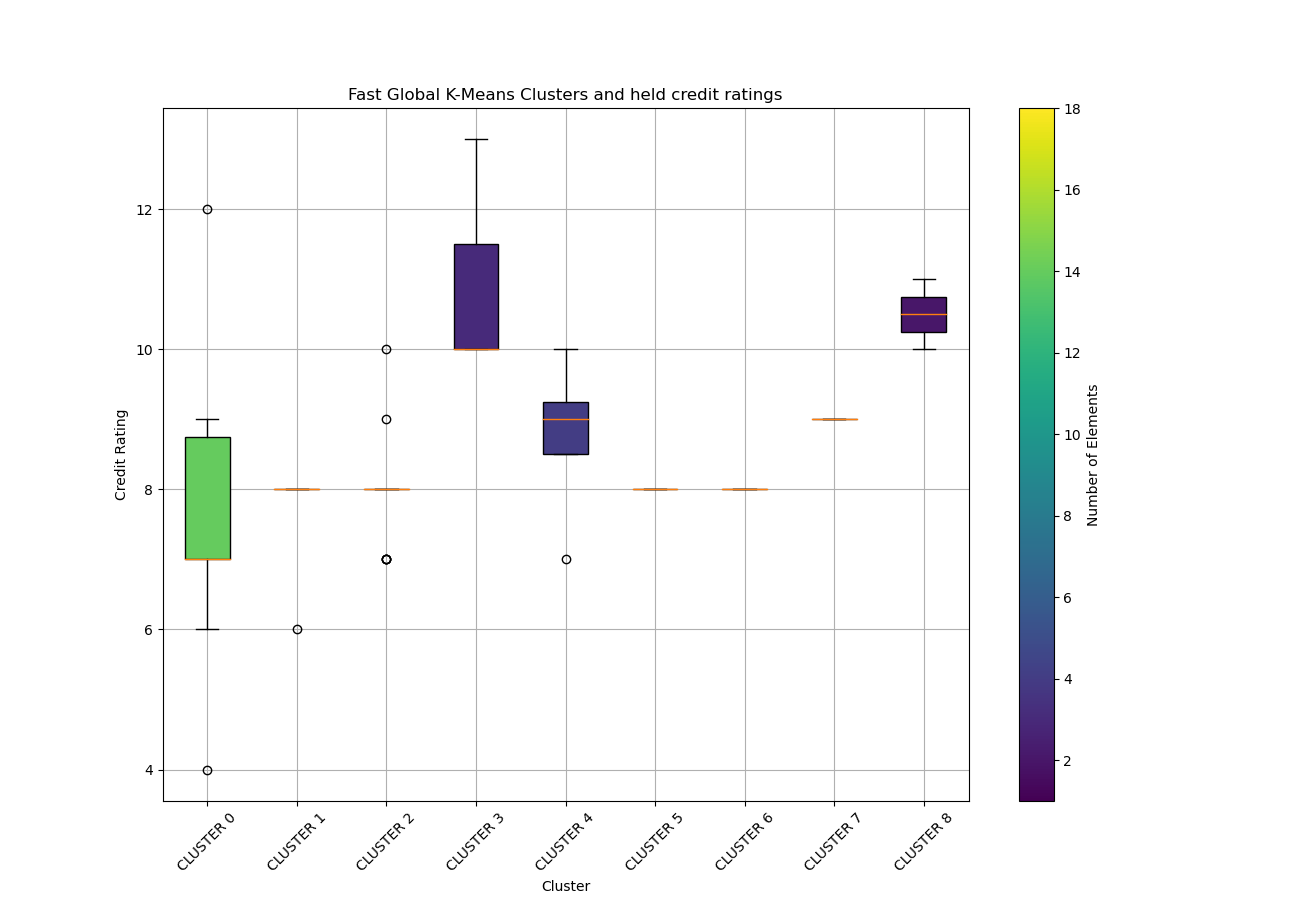 Fast Global K-Means Clusters and held credit ratings
12
10
8
6
4
Credit Rating
CLUSTER 0
CLUSTER 1
CLUSTER 2
CLUSTER 3
CLUSTER 4
CLUSTER 5
CLUSTER 6
CLUSTER 7
CLUSTER 8
Cluster
18
16
14
12
10
8
6
4
2
Number of Elements